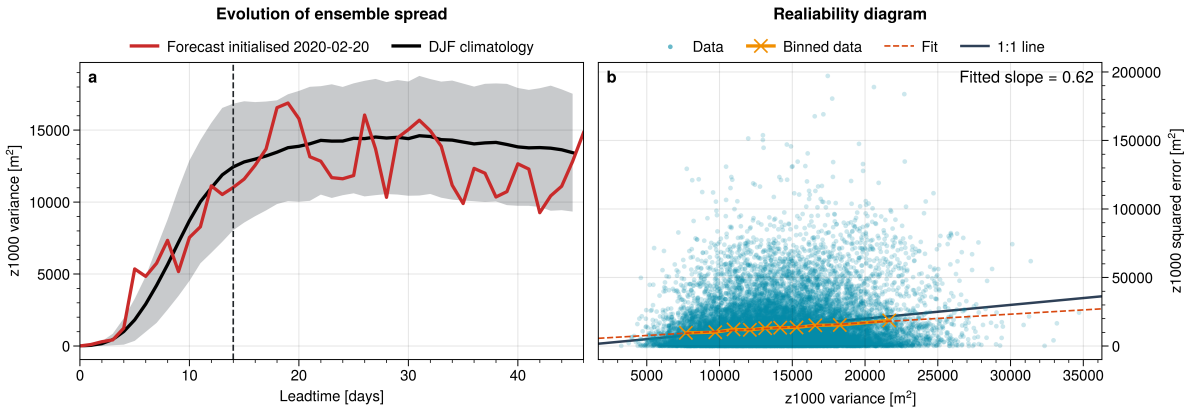 Evolution of ensemble spread
Forecast initialised 2020-02-20
DJF climatology
a
z1000 variance [m²]
15000
10000
5000
0
0
10
20
30
40
Leadtime [days]
Realiability diagram
Data
Binned data
Fit
1:1 line
b
Fitted slope = 0.62
200000
150000
100000
50000
0
z1000 squared error [m²]
5000
10000
15000
20000
25000
30000
35000
z1000 variance [m²]